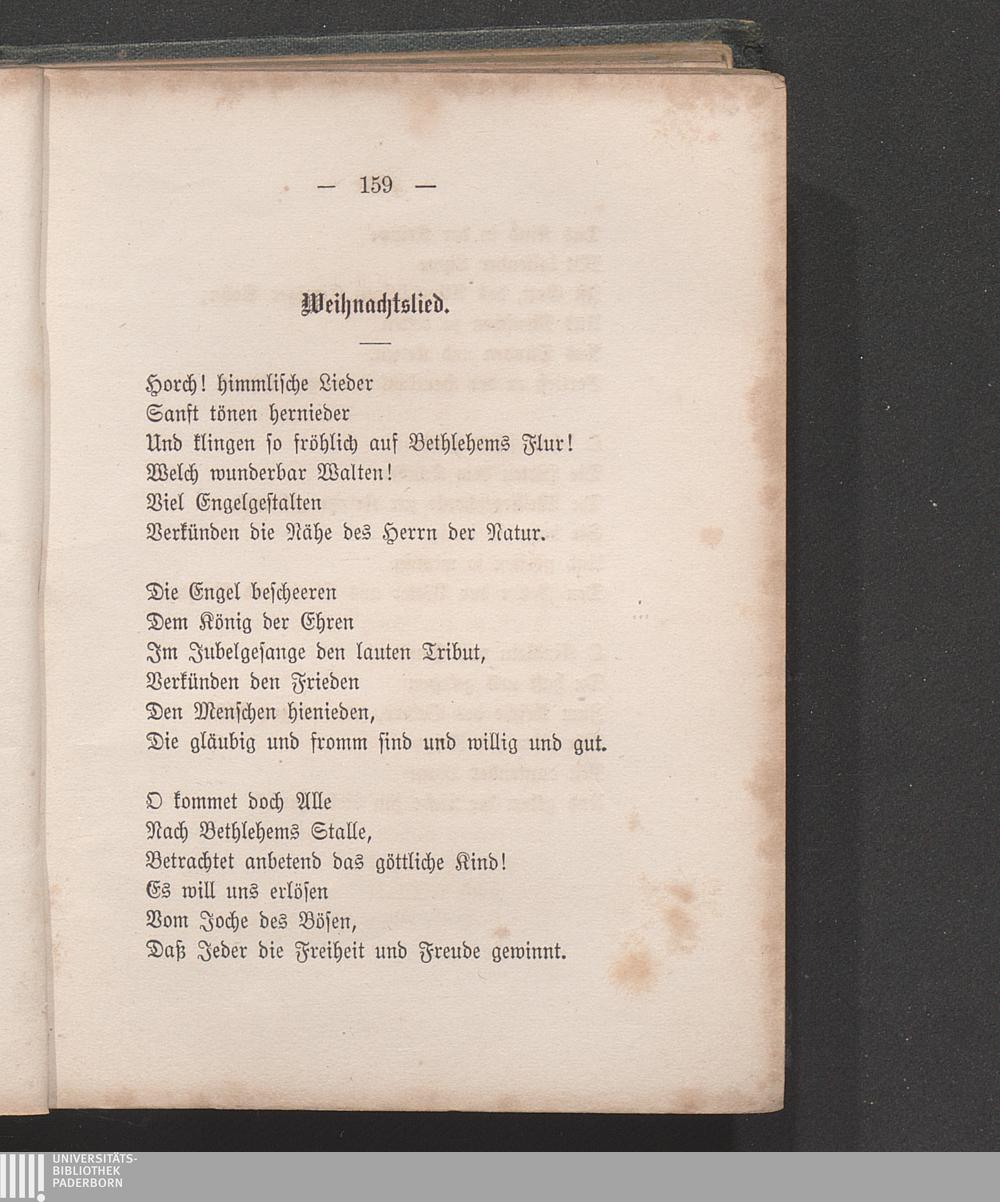 — 159 —
Weihnachtslied.
Horch! himmlische Lieder
Sanft tönen hernieder
Und klingen so fröhlich auf Bethlehems Flur!
Welch wunderbar Walten!
Viel Engelgestalten
Verkünden die Nähe des Herrn der Natur.
Die Engel bescheeren
Dem König der Ehren
Im Jubelgesange den lauten Tribut,
Verkünden den Frieden
Den Menschen hienieden,
Die gläubig und fromm sind und willig und gut.
O kommet doch Alle
Nach Bethlehems Stalle,
Betrachtet anbetend das göttliche Kind!
Es will uns erlösen
Vom Joche des Bösen,
Daß Jeder die Freiheit und Freude gewinnt.
UNIVERSITÄTS-
BIBLIOTHEK
PADERBORN